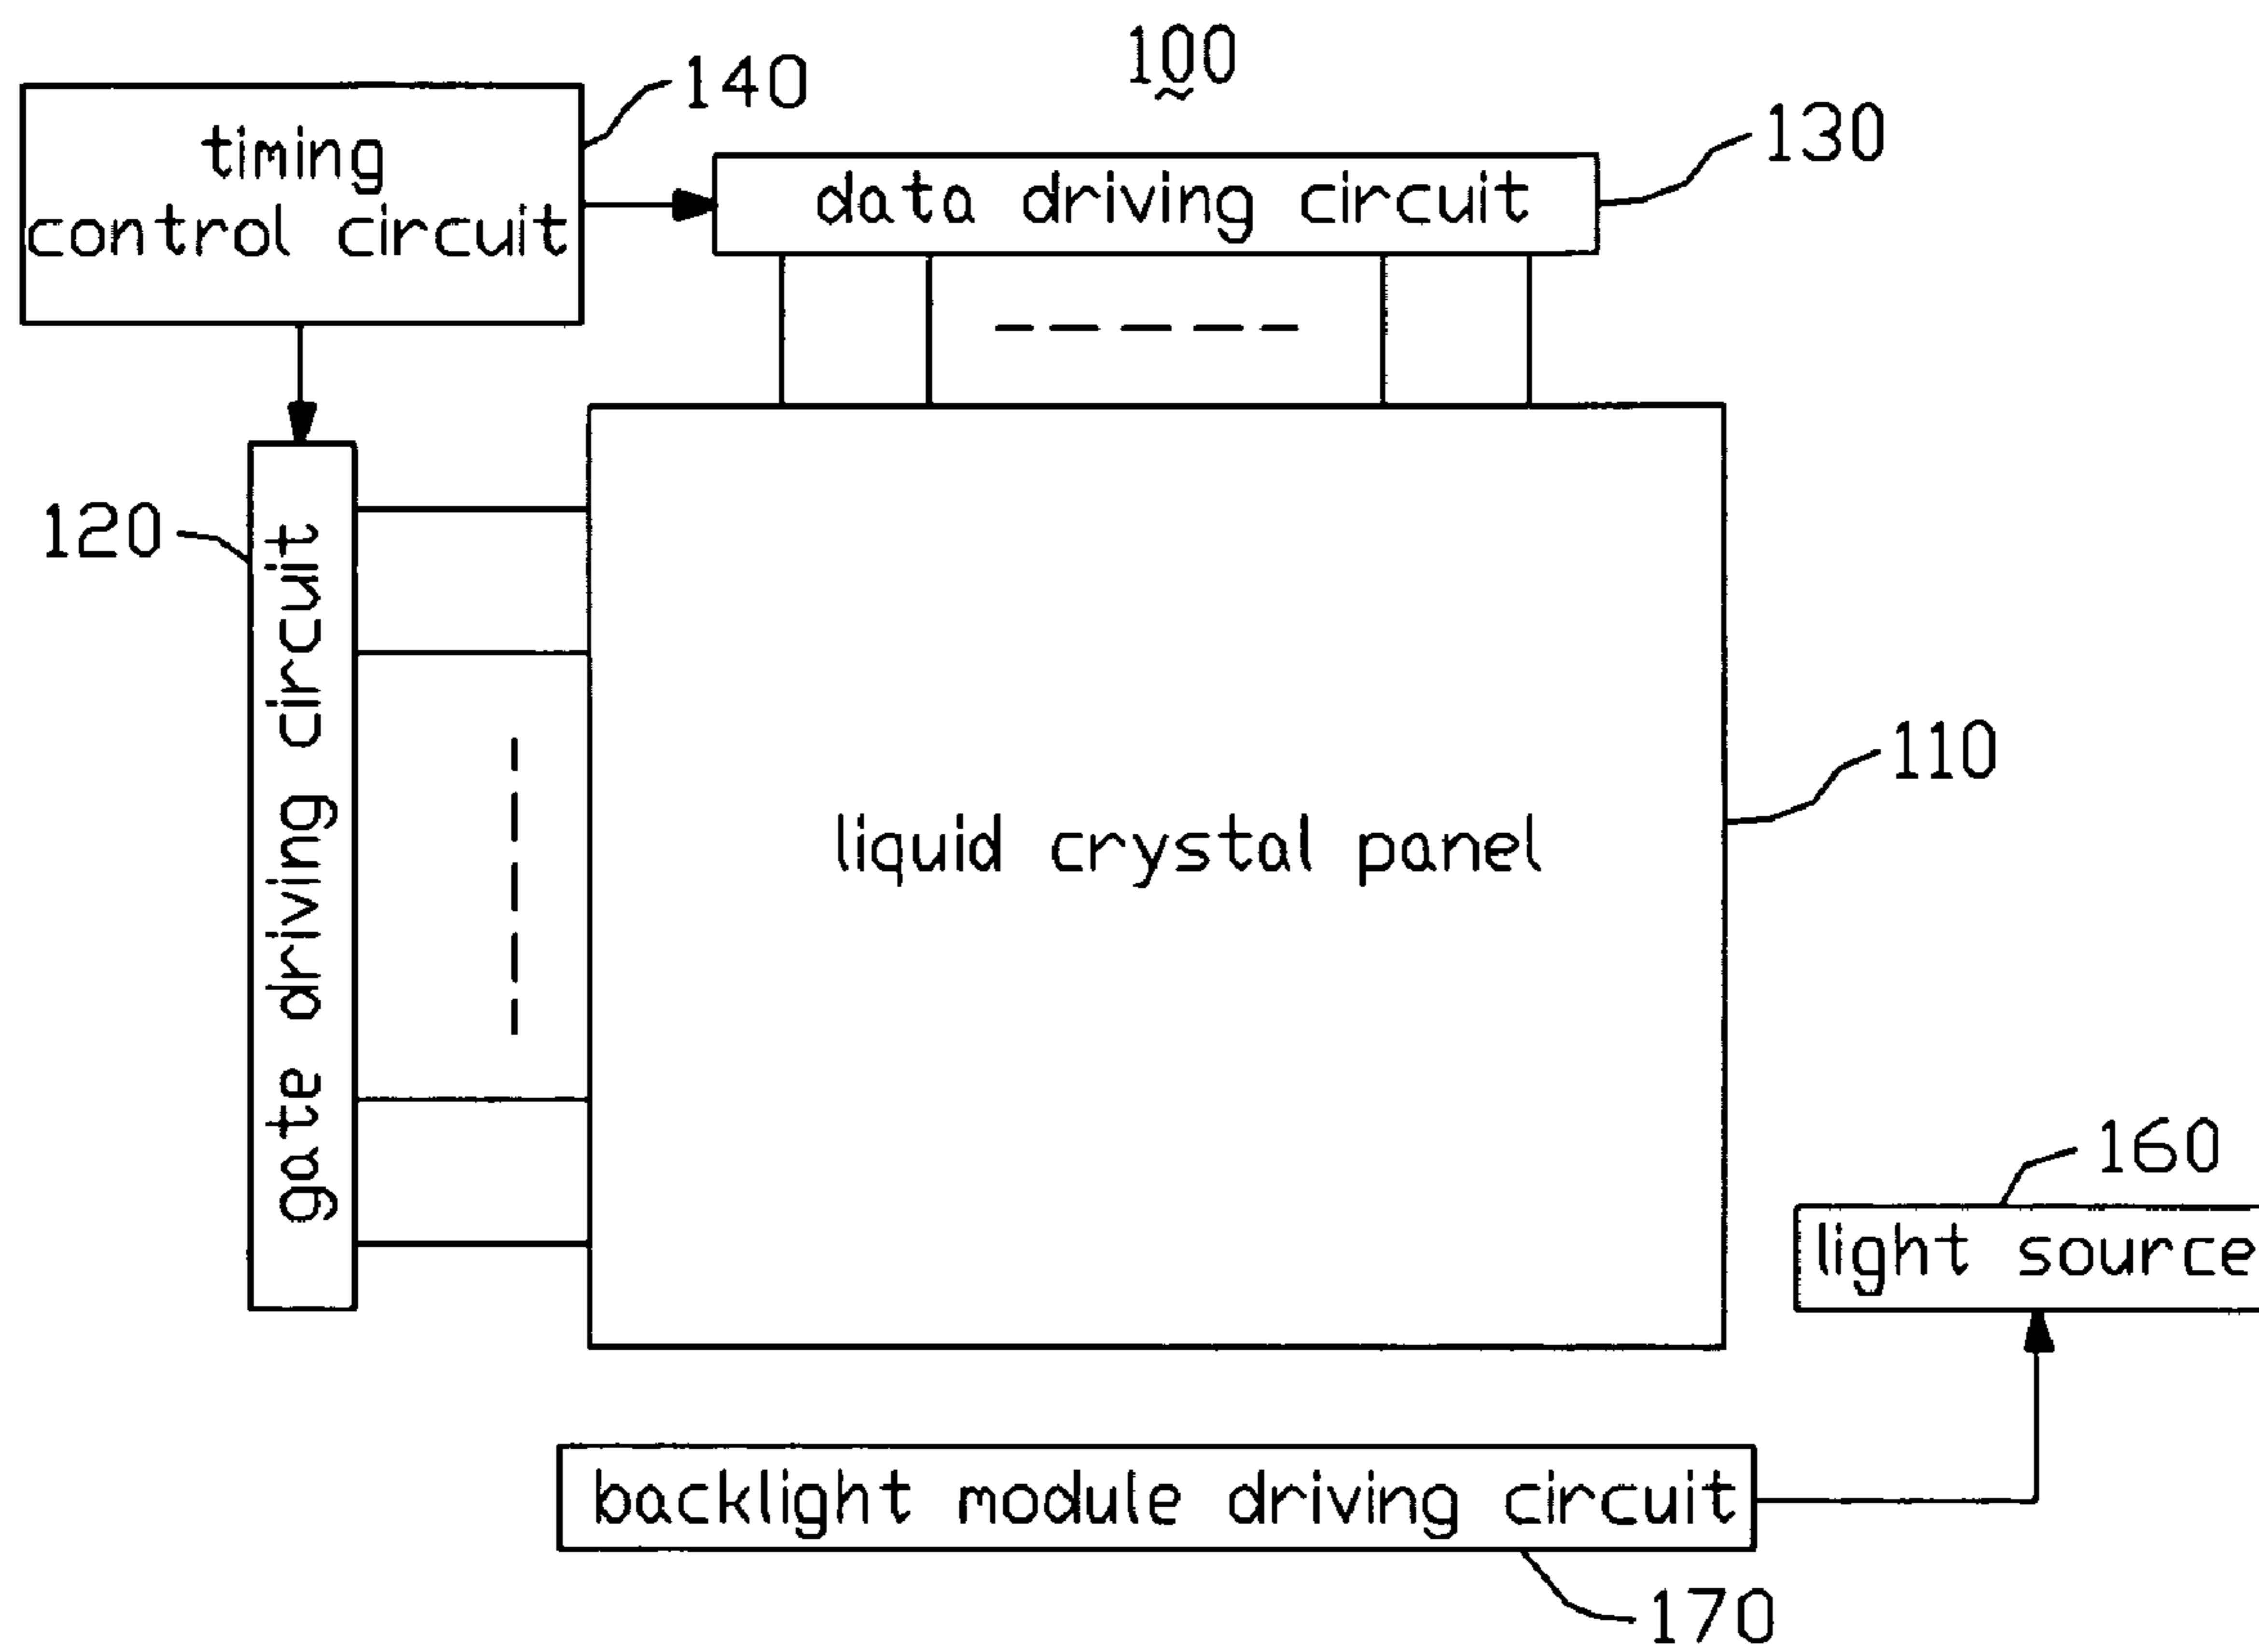 100
140
timing
control circuit
130
data driving circuit
120
gate driving circuit
110
liquid crystal panel
160
light source
backlight module driving circuit
170